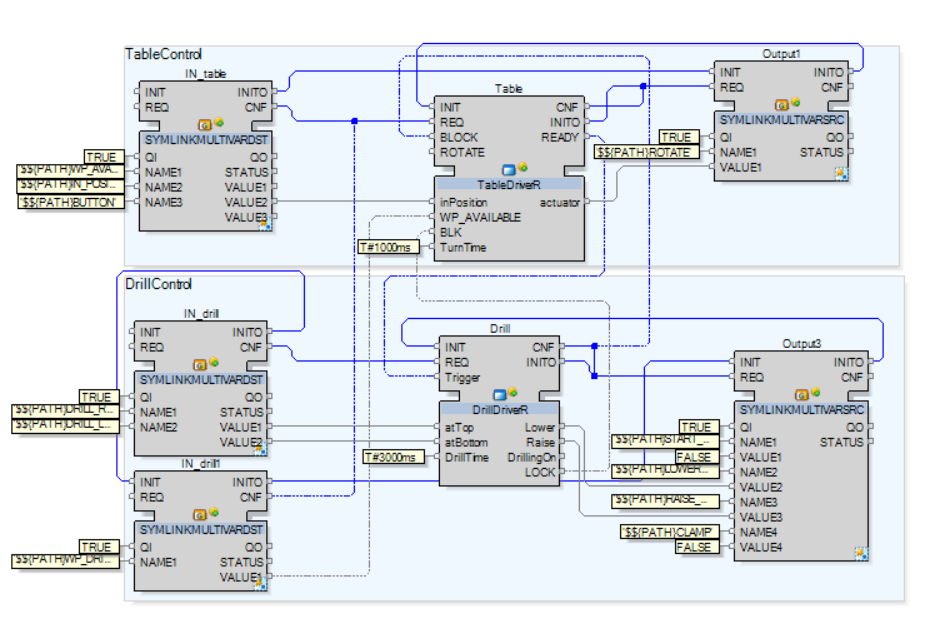 TableControl
IN_table
INIT INITO
REQ CNF
SYMLINKMULTIVARDST
TRUE QI QO
'$${PATH}WP_AVA... NAME1 STATUS
'$${PATH}IN_POSI... NAME2 VALUE1
'$${PATH}BUTTON' NAME3 VALUE2
VALUE3
Table
INIT CNF
REQ INITO
BLOCK READY
ROTATE
TableDriverR
inPosition actuator
WP_AVAILABLE
BLK
T#1000ms TurnTime
Output1
INIT INITO
REQ CNF
SYMLINKMULTIVARSRC
TRUE QI QO
'$${PATH}ROTATE' NAME1 STATUS
VALUE1
DrillControl
IN_drill
INIT INITO
REQ CNF
SYMLINKMULTIVARDST
TRUE QI QO
'$${PATH}DRILL_R... NAME1 STATUS
'$${PATH}DRILL_L... NAME2 VALUE1
VALUE2
IN_drill1
INIT INITO
REQ CNF
SYMLINKMULTIVARDST
TRUE QI QO
'$${PATH}WP_DRI... NAME1 STATUS
VALUE1
Drill
INIT CNF
REQ INITO
Trigger
DrillDriverR
atTop Lower
atBottom Raise
T#3000ms DrillTime DrillingOn
LOCK
Output3
INIT INITO
REQ CNF
SYMLINKMULTIVARSRC
TRUE QI QO
'$${PATH}START_... NAME1 STATUS
FALSE VALUE1
'$${PATH}LOWER... NAME2
VALUE2
'$${PATH}RAISE_... NAME3
VALUE3
'$${PATH}CLAMP' NAME4
FALSE VALUE4